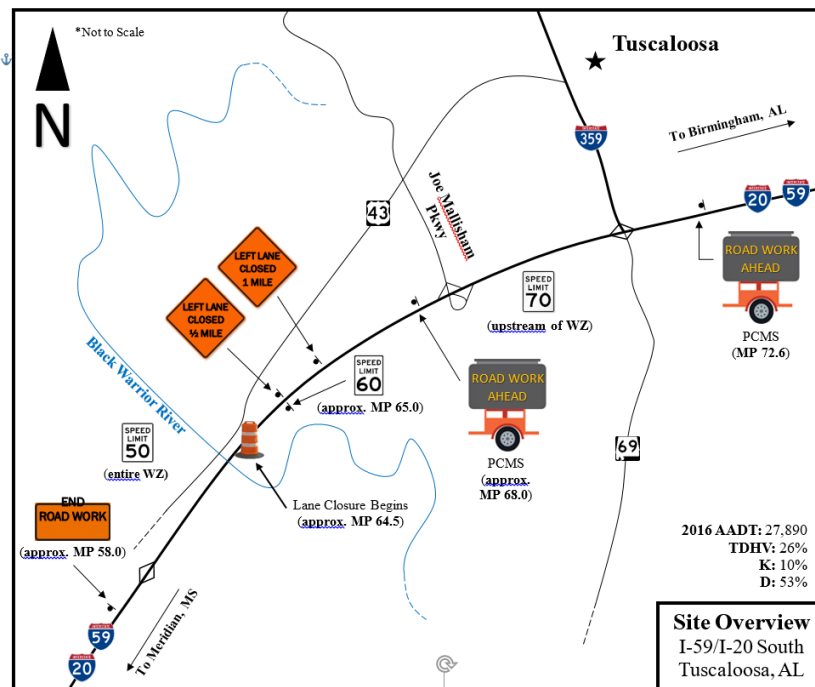 *Not to Scale
N
Tuscaloosa
INTERSTATE
359
To Birmingham, AL
20
59
Joe Mallisham
Pkwy
43
LEFT LANE
CLOSED
1 MILE
LEFT LANE
CLOSED
½ MILE
SPEED
LIMIT
70
(upstream of WZ)
ROAD WORK
AHEAD
PCMS
(MP 72.6)
SPEED
LIMIT
60
(approx. MP 65.0)
ROAD WORK
AHEAD
PCMS
(approx.
MP 68.0)
Black Warrior River
SPEED
LIMIT
50
(entire WZ)
69
Lane Closure Begins
(approx. MP 64.5)
END
ROAD WORK
(approx. MP 58.0)
To Meridian, MS
59
20
2016 AADT: 27,890
TDHV: 26%
K: 10%
D: 53%
Site Overview
I-59/I-20 South
Tuscaloosa, AL